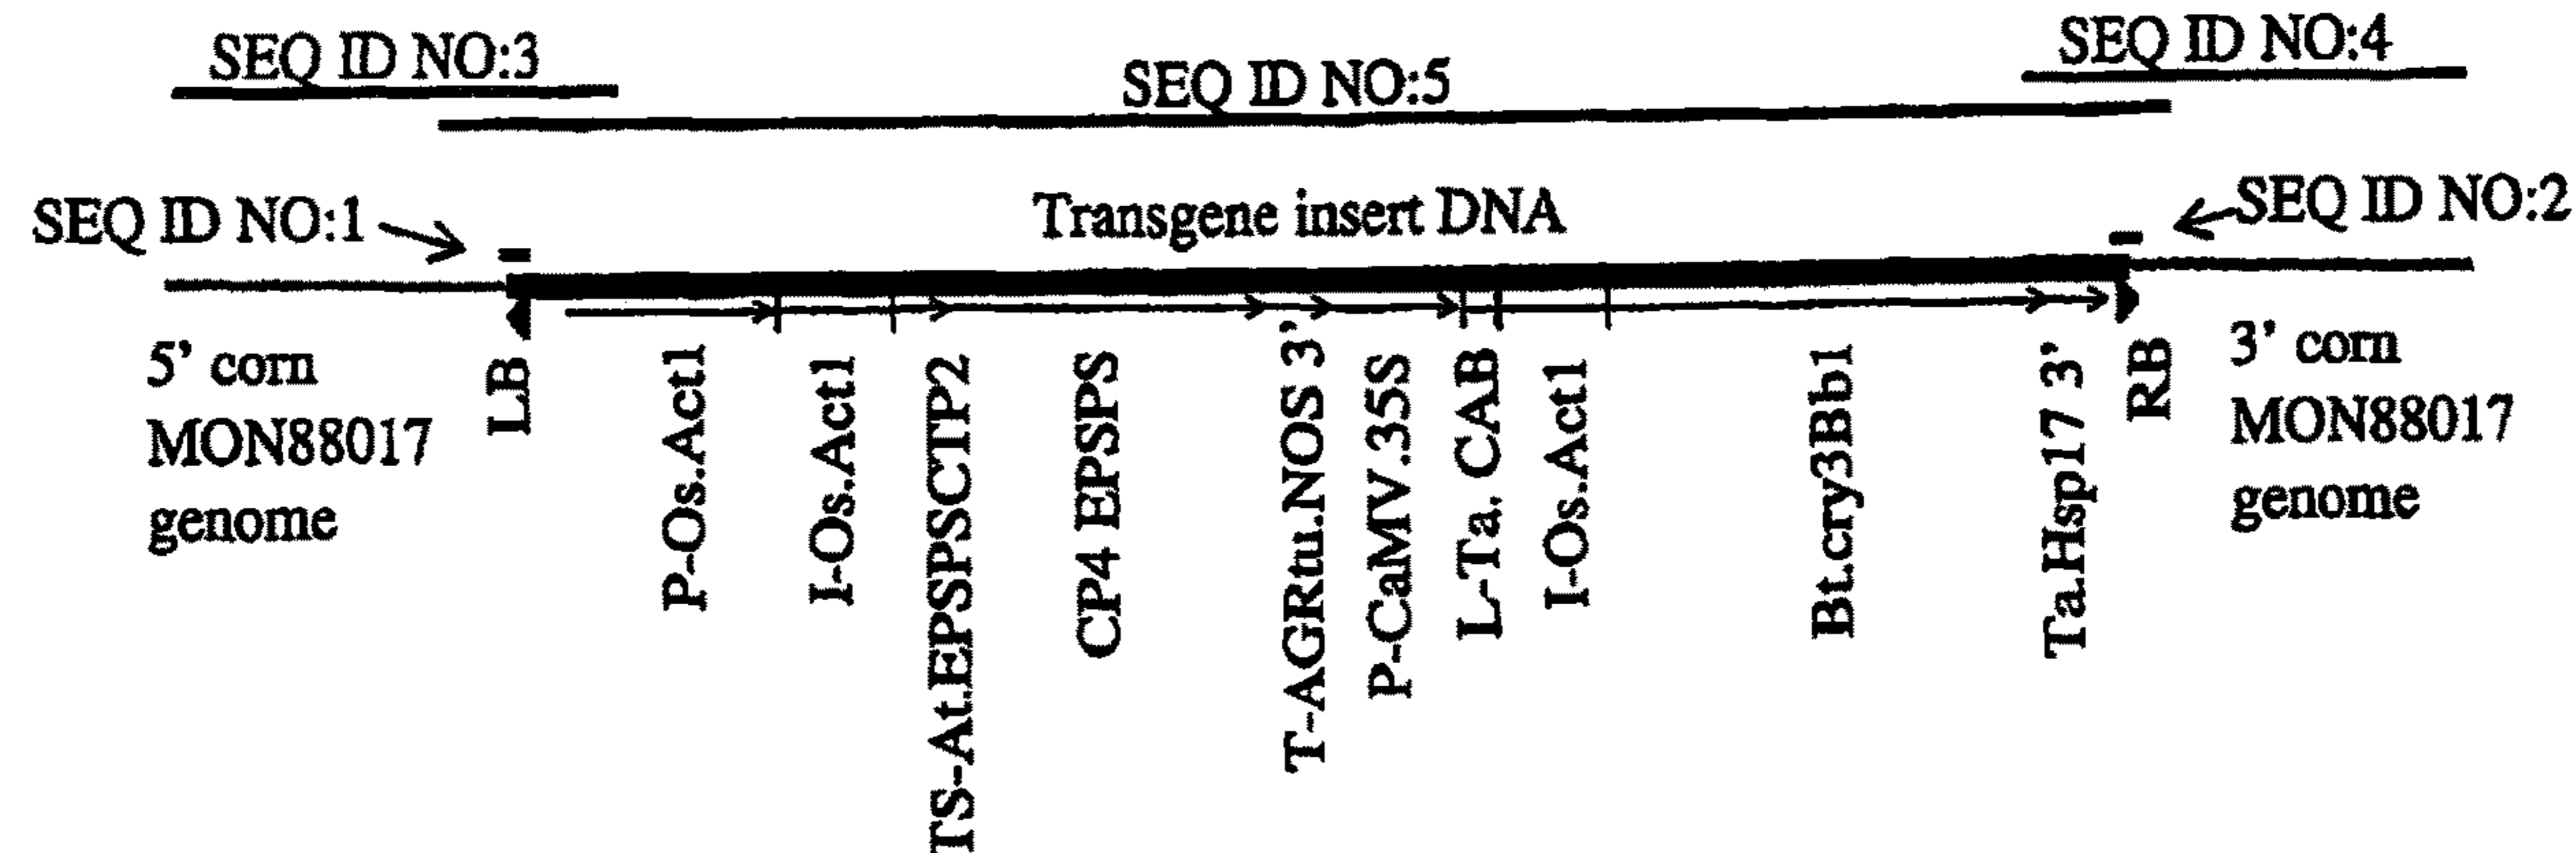 SEQ ID NO:3
SEQ ID NO:5
SEQ ID NO:4
SEQ ID NO:1
Transgene insert DNA
SEQ ID NO:2
5' corn
MON88017
genome
LB
P-Os.Act1
I-Os.Act1
TS-At.EPSPSCTP2
CP4 EPSPS
T-AGRtu.NOS 3'
P-CaMV.35S
L-Ta. CAB
I-Os.Act1
Bt.cry3Bb1
Ta.Hsp17 3'
RB
3' corn
MON88017
genome